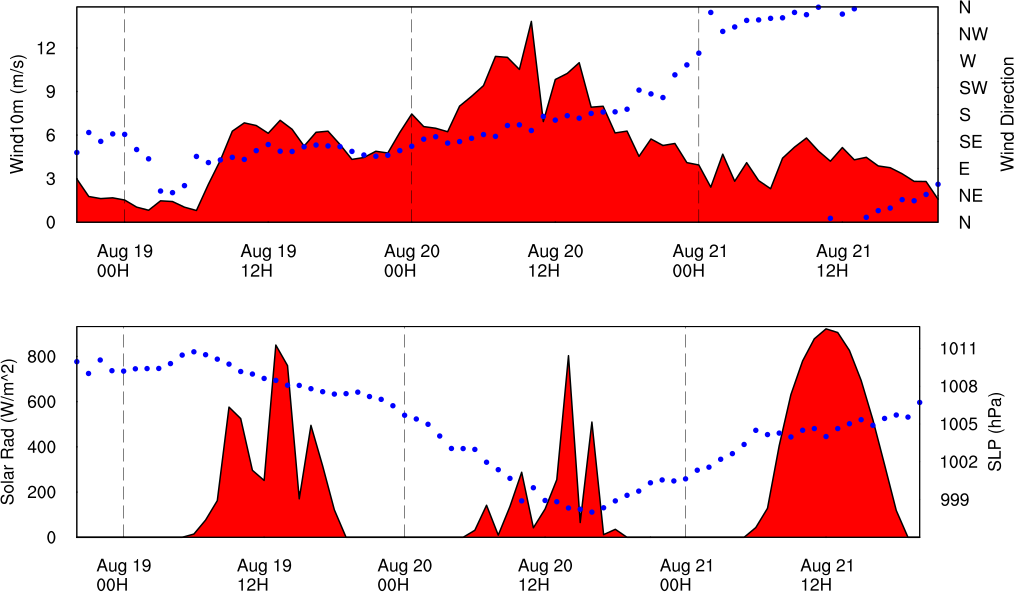 N
NW
W
SW
S
SE
E
NE
N
12
9
6
3
0
Wind10m (m/s)
Wind Direction
Aug 19 00H
Aug 19 12H
Aug 20 00H
Aug 20 12H
Aug 21 00H
Aug 21 12H
800
600
400
200
0
Solar Rad (W/m^2)
1011
1008
1005
1002
999
SLP (hPa)
Aug 19 00H
Aug 19 12H
Aug 20 00H
Aug 20 12H
Aug 21 00H
Aug 21 12H